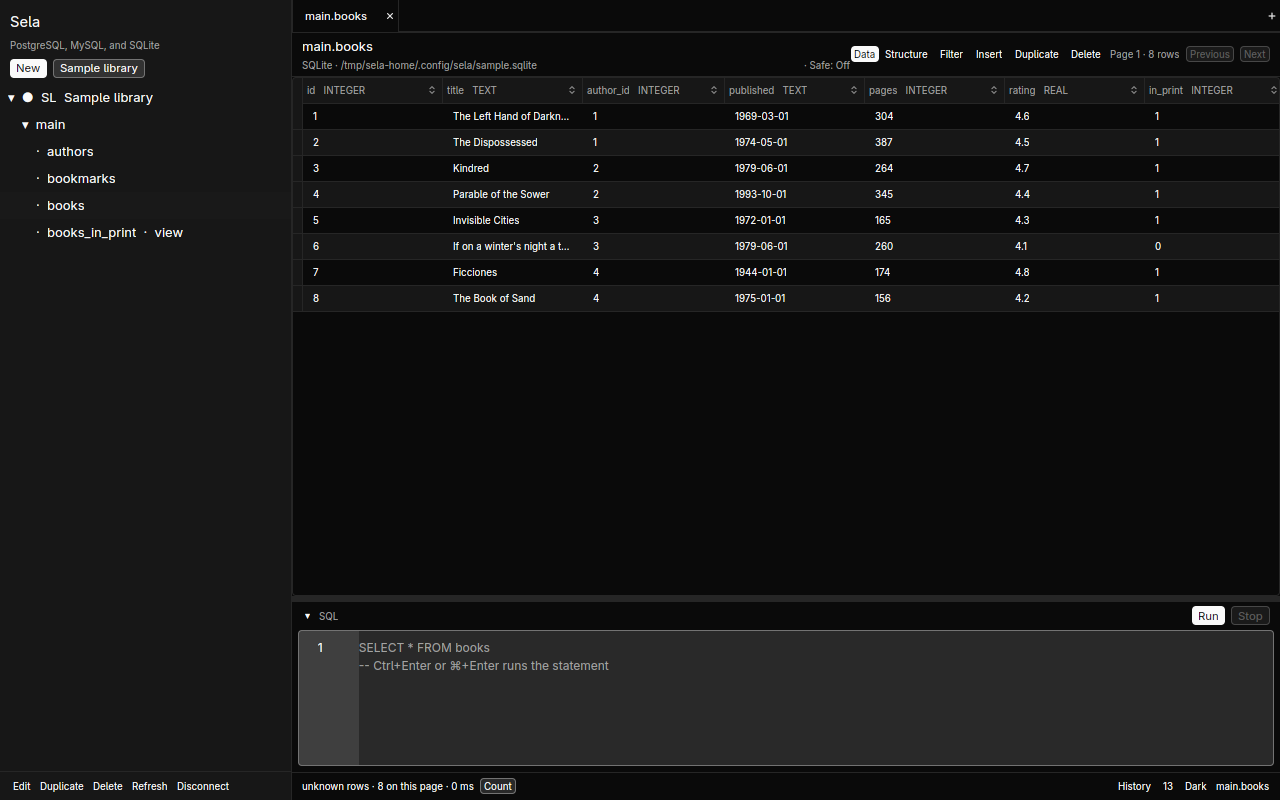 Sela
PostgreSQL, MySQL, and SQLite
New Sample library
SL Sample library
main
· authors
· bookmarks
· books
· books_in_print · view
Edit Duplicate Delete Refresh Disconnect
main.books ×
+
main.books
SQLite · /tmp/sela-home/.config/sela/sample.sqlite
· Safe: Off
Data Structure Filter Insert Duplicate Delete Page 1 · 8 rows Previous Next
id INTEGER title TEXT author_id INTEGER published TEXT pages INTEGER rating REAL in_print INTEGER
1 The Left Hand of Darkn... 1 1969-03-01 304 4.6 1
2 The Dispossessed 1 1974-05-01 387 4.5 1
3 Kindred 2 1979-06-01 264 4.7 1
4 Parable of the Sower 2 1993-10-01 345 4.4 1
5 Invisible Cities 3 1972-01-01 165 4.3 1
6 If on a winter's night a t... 3 1979-06-01 260 4.1 0
7 Ficciones 4 1944-01-01 174 4.8 1
8 The Book of Sand 4 1975-01-01 156 4.2 1
SQL
Run Stop
1 SELECT * FROM books
-- Ctrl+Enter or ⌘+Enter runs the statement
unknown rows · 8 on this page · 0 ms Count
History 13 Dark main.books